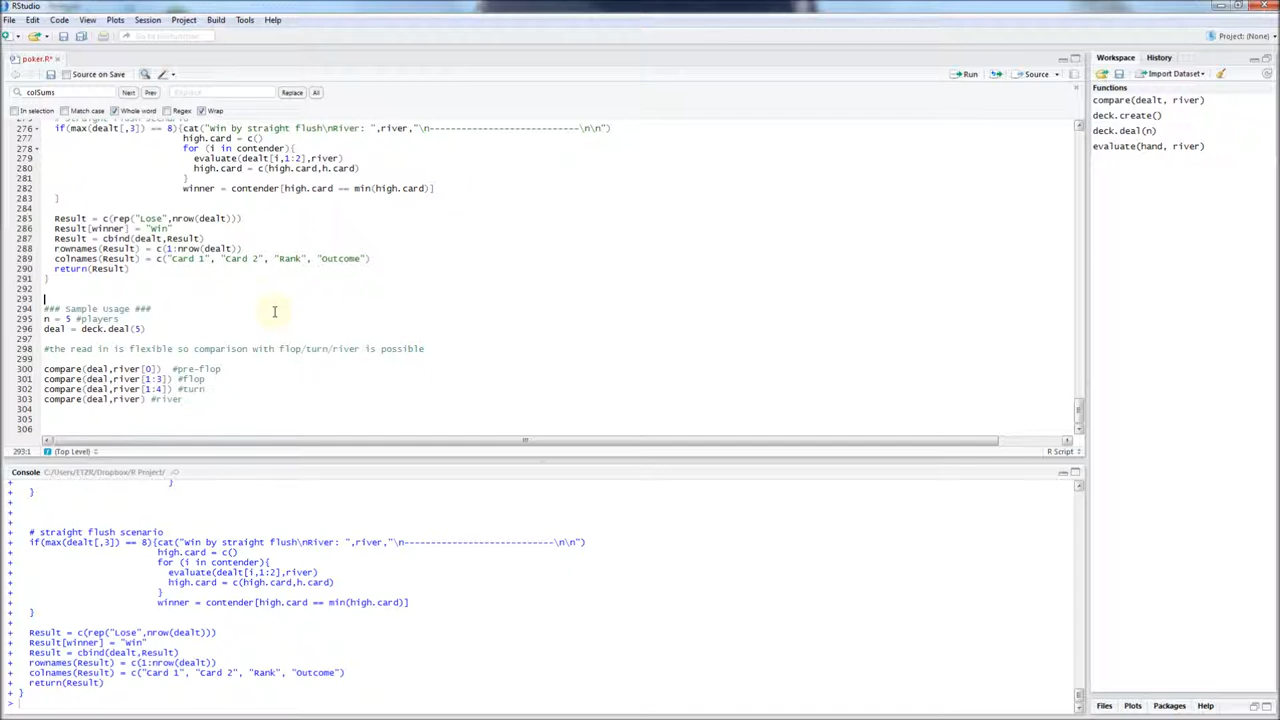 RStudio
File Edit Code View Plots Session Project Build Tools Help
Go to file/function Project: (None)
poker.R* ×
Source on Save Run Source
colSums Next Prev Replace Replace All
In selection Match case Whole word Regex Wrap
275 # straight flush scenario
276 if(max(dealt[,3]) == 8){cat("Win by straight flush\nRiver: ",river,"\n----------------------------\n\n")
277 high.card = c()
278 for (i in contender){
279 evaluate(dealt[i,1:2],river)
280 high.card = c(high.card,h.card)
281 }
282 winner = contender[high.card == min(high.card)]
283 }
284
285 Result = c(rep("Lose",nrow(dealt)))
286 Result[winner] = "Win"
287 Result = cbind(dealt,Result)
288 rownames(Result) = c(1:nrow(dealt))
289 colnames(Result) = c("Card 1", "Card 2", "Rank", "Outcome")
290 return(Result)
291 }
292
293
294 ### Sample Usage ###
295 n = 5 #players
296 deal = deck.deal(5)
297
298 #the read in is flexible so comparison with flop/turn/river is possible
299
300 compare(deal,river[0]) #pre-flop
301 compare(deal,river[1:3]) #flop
302 compare(deal,river[1:4]) #turn
303 compare(deal,river) #river
304
305
306
293:1 (Top Level) R Script
Console C:/Users/ETZR/Dropbox/R Project/
+ }
+ }
+
+
+
+ # straight flush scenario
+ if(max(dealt[,3]) == 8){cat("Win by straight flush\nRiver: ",river,"\n----------------------------\n\n")
+ high.card = c()
+ for (i in contender){
+ evaluate(dealt[i,1:2],river)
+ high.card = c(high.card,h.card)
+ }
+ winner = contender[high.card == min(high.card)]
+ }
+
+ Result = c(rep("Lose",nrow(dealt)))
+ Result[winner] = "Win"
+ Result = cbind(dealt,Result)
+ rownames(Result) = c(1:nrow(dealt))
+ colnames(Result) = c("Card 1", "Card 2", "Rank", "Outcome")
+ return(Result)
+ }
>
Workspace History
Import Dataset
Functions
compare(dealt, river)
deck.create()
deck.deal(n)
evaluate(hand, river)
Files Plots Packages Help